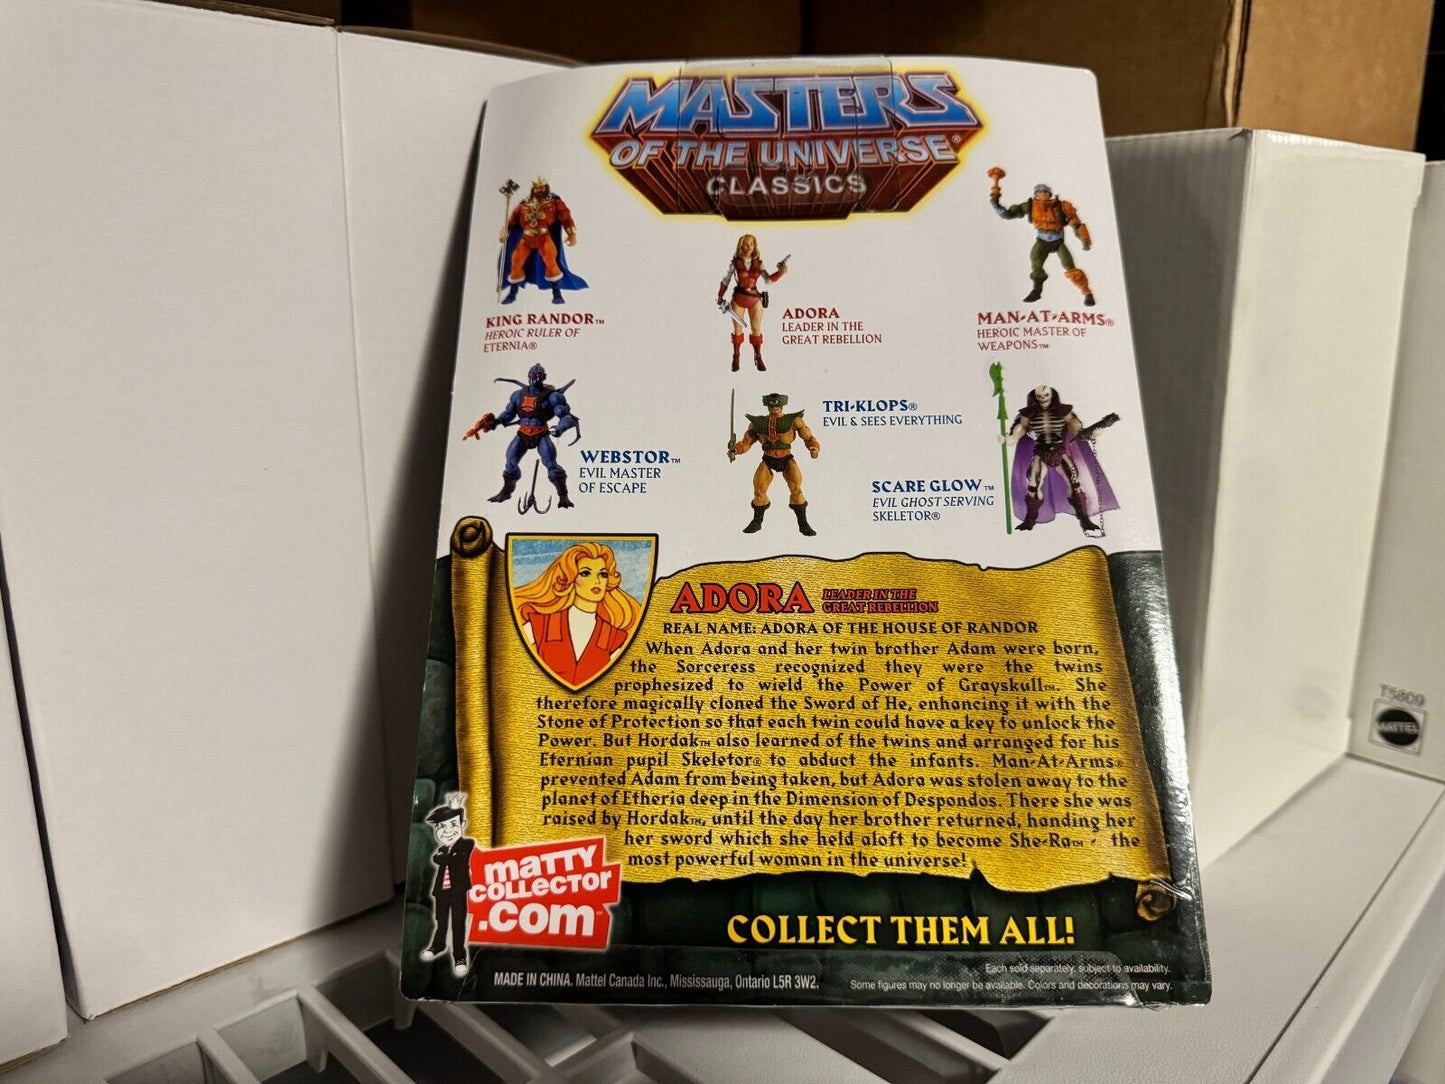 MASTERS
OF THE UNIVERSE®
CLASSICS
KING RANDOR™
HEROIC RULER OF
ETERNIA®
ADORA
LEADER IN THE
GREAT REBELLION
MAN-AT-ARMS®
HEROIC MASTER OF
WEAPONS™
WEBSTOR™
EVIL MASTER
OF ESCAPE
TRI-KLOPS®
EVIL & SEES EVERYTHING
SCARE GLOW™
EVIL GHOST SERVING
SKELETOR®
ADORA LEADER IN THE
GREAT REBELLION
REAL NAME: ADORA OF THE HOUSE OF RANDOR
When Adora and her twin brother Adam were born,
the Sorceress recognized they were the twins
prophesized to wield the Power of Grayskull™. She
therefore magically cloned the Sword of He, enhancing it with the
Stone of Protection so that each twin could have a key to unlock the
Power. But Hordak™ also learned of the twins and arranged for his
Eternian pupil Skeletor® to abduct the infants. Man-At-Arms®
prevented Adam from being taken, but Adora was stolen away to the
planet of Etheria deep in the Dimension of Despondos. There she was
raised by Hordak™, until the day her brother returned, handing her
her sword which she held aloft to become She-Ra™ - the
most powerful woman in the universe!
matty
COLLECTOR
.com
COLLECT THEM ALL!
MADE IN CHINA. Mattel Canada Inc., Mississauga, Ontario L5R 3W2.
Each sold separately, subject to availability.
Some figures may no longer be available. Colors and decorations may vary.
T5809
MATTEL